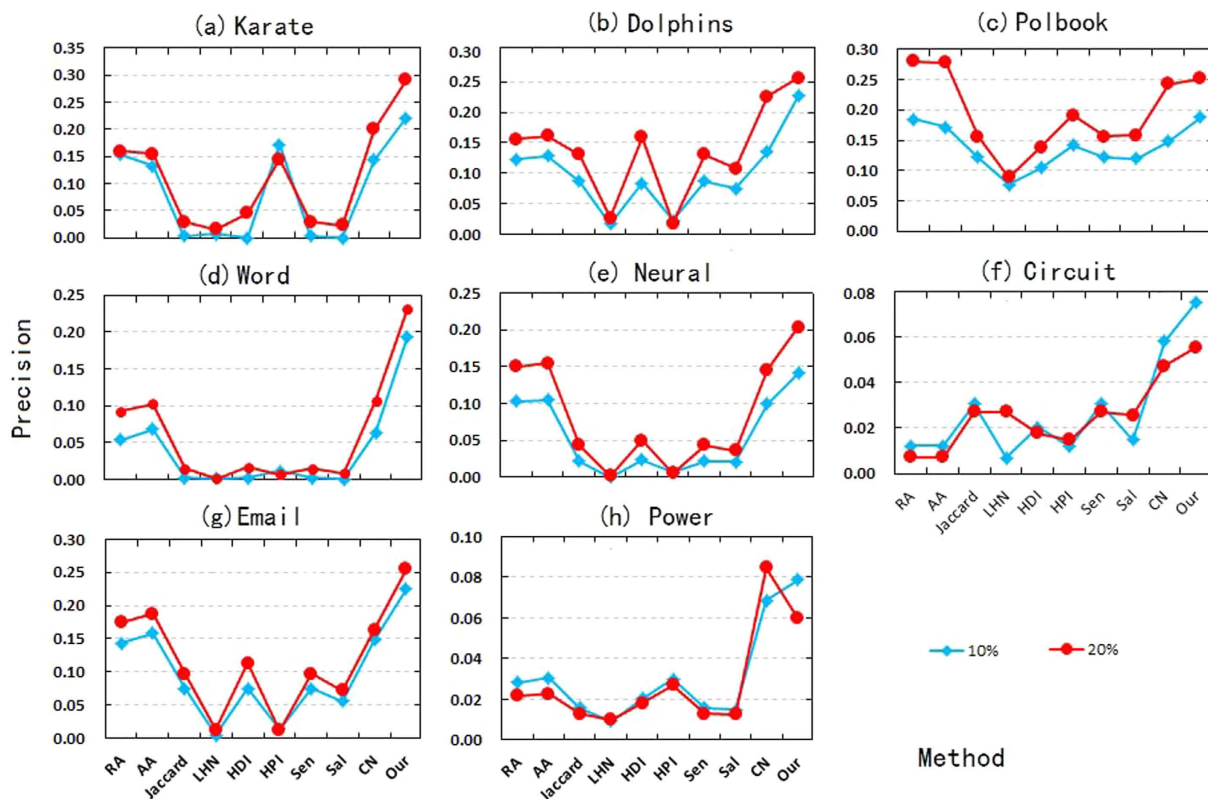 (a) Karate
0.35
0.30
0.25
0.20
0.15
0.10
0.05
0.00
(b) Dolphins
0.30
0.25
0.20
0.15
0.10
0.05
0.00
(c) Polbook
0.30
0.25
0.20
0.15
0.10
0.05
0.00
Precision
(d) Word
0.25
0.20
0.15
0.10
0.05
0.00
(e) Neural
0.25
0.20
0.15
0.10
0.05
0.00
(f) Circuit
0.08
0.06
0.04
0.02
0.00
RA
AA
Jaccard
LHN
HDI
HPI
Sen
Sal
CN
Our
(g) Email
0.30
0.25
0.20
0.15
0.10
0.05
0.00
RA
AA
Jaccard
LHN
HDI
HPI
Sen
Sal
CN
Our
(h) Power
0.10
0.08
0.06
0.04
0.02
0.00
RA
AA
Jaccard
LHN
HDI
HPI
Sen
Sal
CN
Our
10%
20%
Method